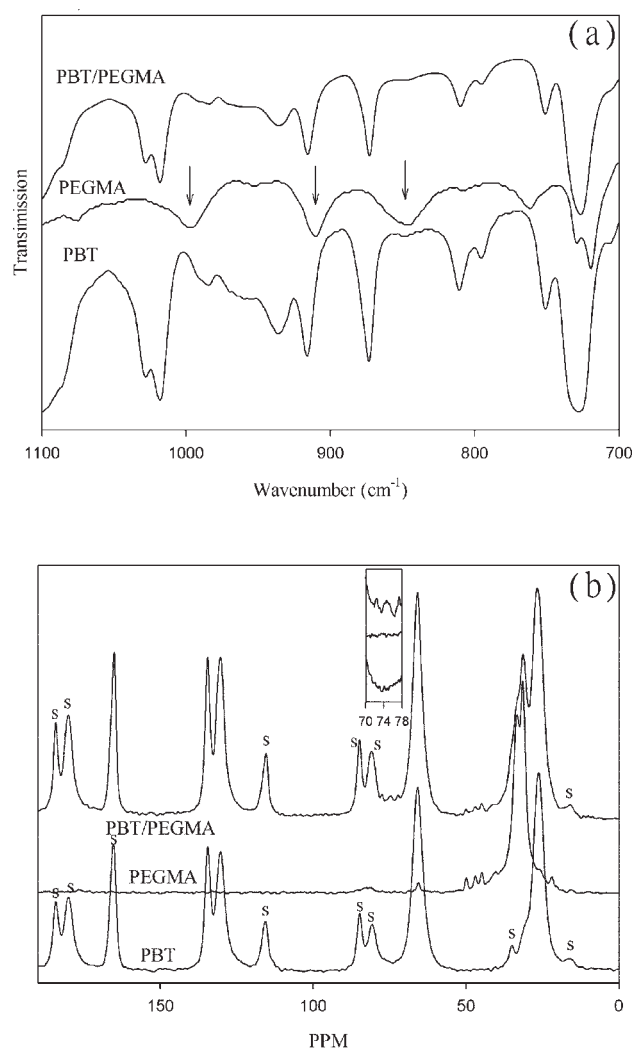 (a)
PBT/PEGMA
PEGMA
PBT
Transimission
1100 1000 900 800 700
Wavenumber (cm-1)
(b)
70 74 78
s s s s s s
PBT/PEGMA
s
PEGMA
s s s s s s s
PBT
150 100 50 0
PPM